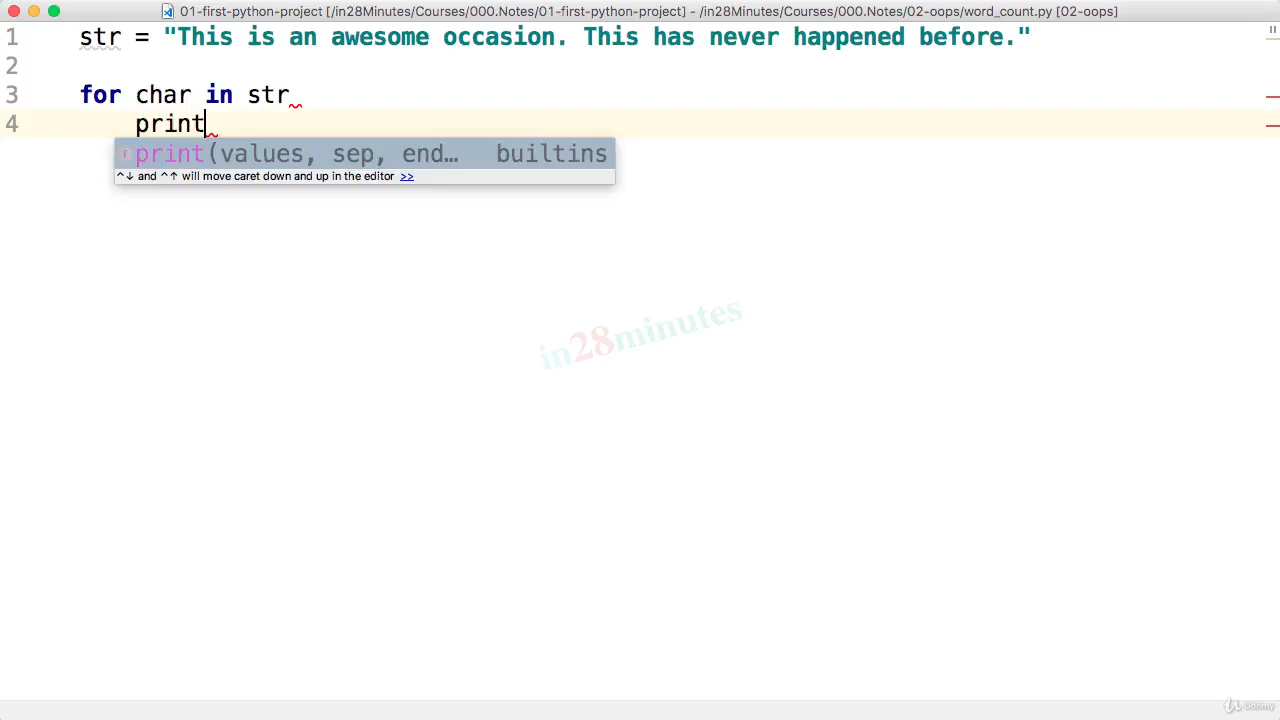 01-first-python-project [/in28Minutes/Courses/000.Notes/01-first-python-project] - /in28Minutes/Courses/000.Notes/02-oops/word_count.py [02-oops]
1 str = "This is an awesome occasion. This has never happened before."
2
3 for char in str
4 print
print(values, sep, end… builtins
^↓ and ^↑ will move caret down and up in the editor >>
in28minutes
Udemy